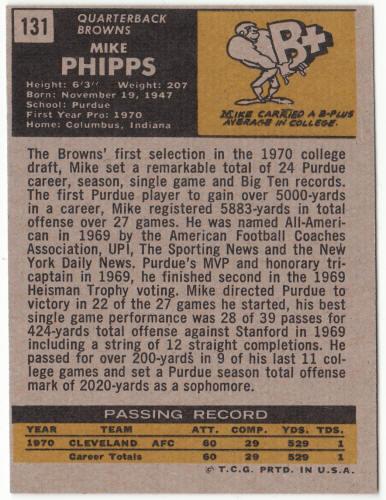 131
QUARTERBACK
BROWNS
MIKE
PHIPPS
Height: 6'3" Weight: 207
Born: November 19, 1947
School: Purdue
First Year Pro: 1970
Home: Columbus, Indiana
B+
MIKE CARRIED A B-PLUS
AVERAGE IN COLLEGE.
The Browns' first selection in the 1970 college
draft, Mike set a remarkable total of 24 Purdue
career, season, single game and Big Ten records.
The first Purdue player to gain over 5000-yards
in a career, Mike registered 5883-yards in total
offense over 27 games. He was named All-Ameri-
can in 1969 by the American Football Coaches
Association, UPI, The Sporting News and the New
York Daily News. Purdue's MVP and honorary tri-
captain in 1969, he finished second in the 1969
Heisman Trophy voting. Mike directed Purdue to
victory in 22 of the 27 games he started, his best
single game performance was 28 of 39 passes for
424-yards total offense against Stanford in 1969
including a string of 12 straight completions. He
passed for over 200-yards in 9 of his last 11 col-
lege games and set a Purdue season total offense
mark of 2020-yards as a sophomore.
PASSING RECORD
YEAR TEAM ATT. COMP. YDS. TDS.
1970 CLEVELAND AFC 60 29 529 1
Career Totals 60 29 529 1
© T.C.G. PRTD. IN U.S.A.